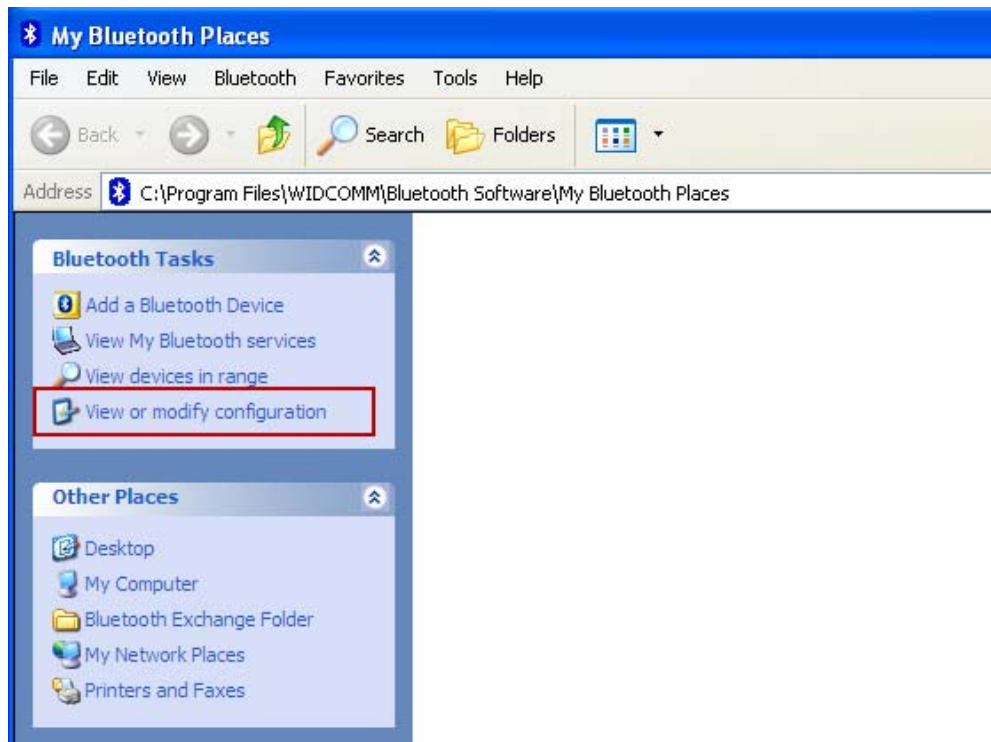 My Bluetooth Places
File Edit View Bluetooth Favorites Tools Help
Back Search Folders
Address C:\Program Files\WIDCOMM\Bluetooth Software\My Bluetooth Places
Bluetooth Tasks
Add a Bluetooth Device
View My Bluetooth services
View devices in range
View or modify configuration
Other Places
Desktop
My Computer
Bluetooth Exchange Folder
My Network Places
Printers and Faxes